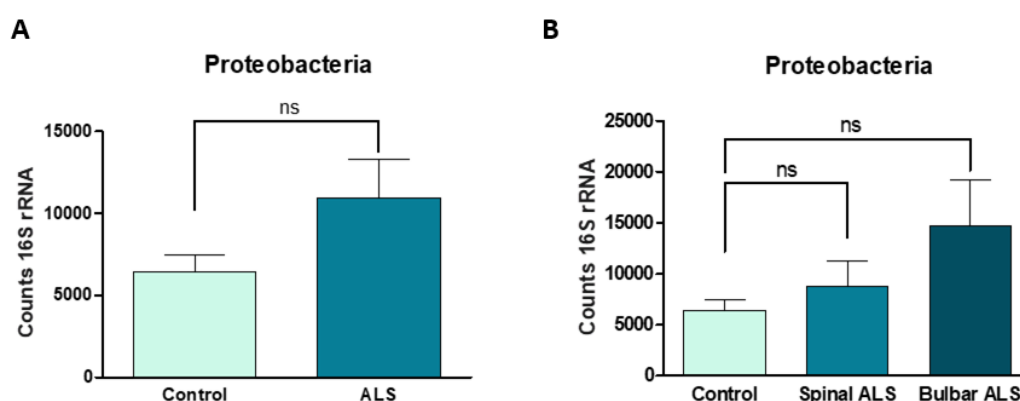 A
Proteobacteria
ns
15000
10000
5000
0
Counts 16S rRNA
Control ALS
B
Proteobacteria
ns
ns
25000
20000
15000
10000
5000
0
Counts 16S rRNA
Control Spinal ALS Bulbar ALS